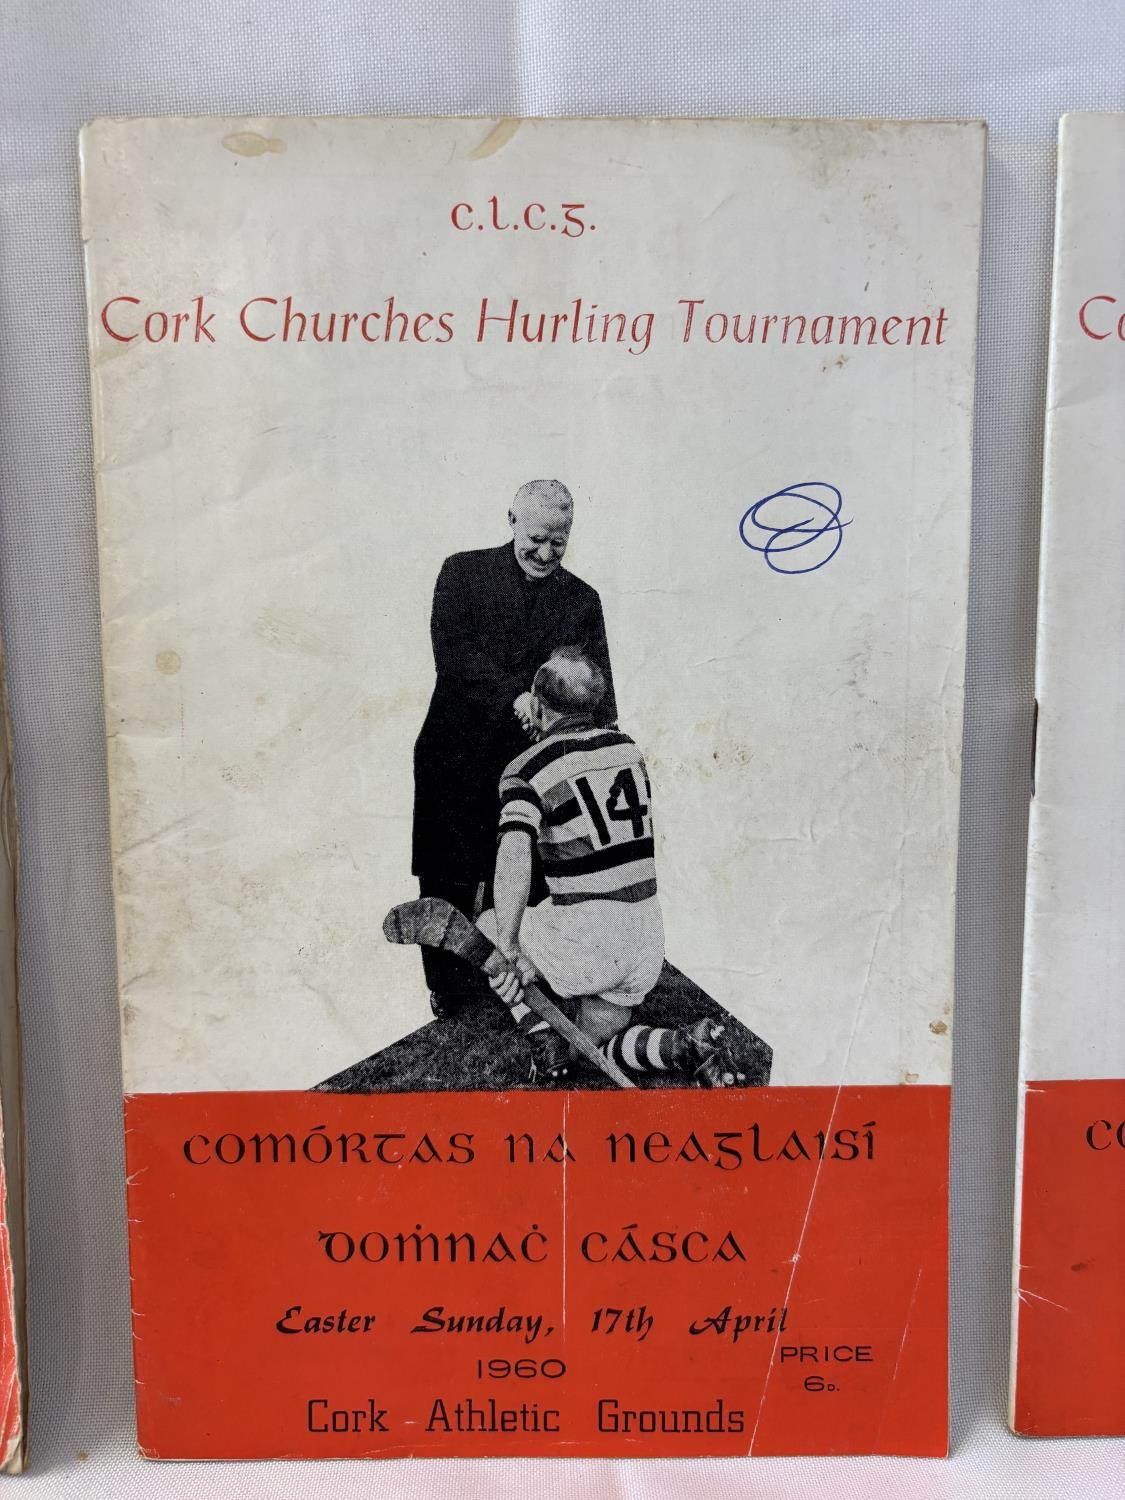 C.L.C.G.
Cork Churches Hurling Tournament
14
COMÓRTAS NA NEAGLAISÍ
DOṀNAĊ CÁSCA
Easter Sunday, 17th April
1960
PRICE
6D.
Cork Athletic Grounds